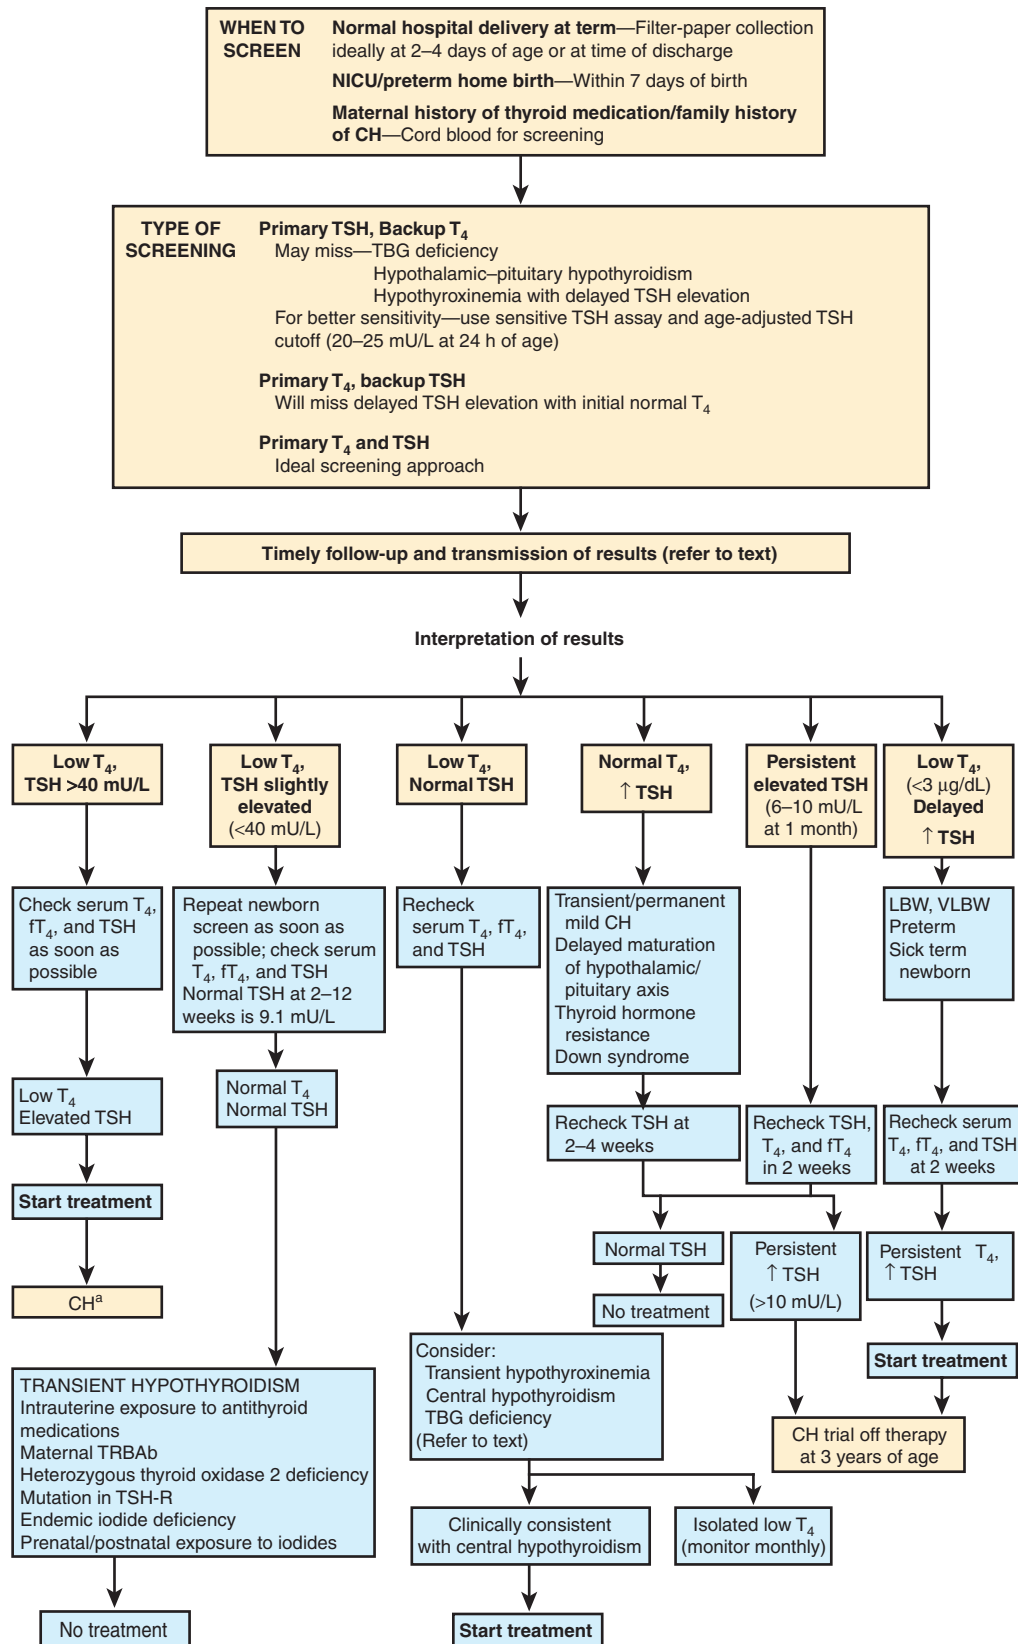 WHEN TO SCREEN
Normal hospital delivery at term—Filter-paper collection
ideally at 2–4 days of age or at time of discharge
NICU/preterm home birth—Within 7 days of birth
Maternal history of thyroid medication/family history
of CH—Cord blood for screening
TYPE OF SCREENING
Primary TSH, Backup T4
May miss—TBG deficiency
Hypothalamic–pituitary hypothyroidism
Hypothyroxinemia with delayed TSH elevation
For better sensitivity—use sensitive TSH assay and age-adjusted TSH
cutoff (20–25 mU/L at 24 h of age)
Primary T4, backup TSH
Will miss delayed TSH elevation with initial normal T4
Primary T4 and TSH
Ideal screening approach
Timely follow-up and transmission of results (refer to text)
Interpretation of results
Low T4,
TSH >40 mU/L
Low T4,
TSH slightly
elevated
(<40 mU/L)
Low T4,
Normal TSH
Normal T4,
↑ TSH
Persistent
elevated TSH
(6–10 mU/L
at 1 month)
Low T4,
(<3 μg/dL)
Delayed
↑ TSH
Check serum T4,
fT4, and TSH
as soon as
possible
Repeat newborn
screen as soon as
possible; check serum
T4, fT4, and TSH
Normal TSH at 2–12
weeks is 9.1 mU/L
Recheck
serum T4, fT4,
and TSH
Transient/permanent
mild CH
Delayed maturation
of hypothalamic/
pituitary axis
Thyroid hormone
resistance
Down syndrome
LBW, VLBW
Preterm
Sick term
newborn
Low T4
Elevated TSH
Normal T4
Normal TSH
Recheck TSH at
2–4 weeks
Recheck TSH,
T4, and fT4
in 2 weeks
Recheck serum
T4, fT4, and TSH
at 2 weeks
Start treatment
Normal TSH
Persistent
↑ TSH
(>10 mU/L)
Persistent T4,
↑ TSH
CHa
No treatment
Start treatment
TRANSIENT HYPOTHYROIDISM
Intrauterine exposure to antithyroid
medications
Maternal TRBAb
Heterozygous thyroid oxidase 2 deficiency
Mutation in TSH-R
Endemic iodide deficiency
Prenatal/postnatal exposure to iodides
Consider:
Transient hypothyroxinemia
Central hypothyroidism
TBG deficiency
(Refer to text)
CH trial off therapy
at 3 years of age
Clinically consistent
with central hypothyroidism
Isolated low T4
(monitor monthly)
No treatment
Start treatment